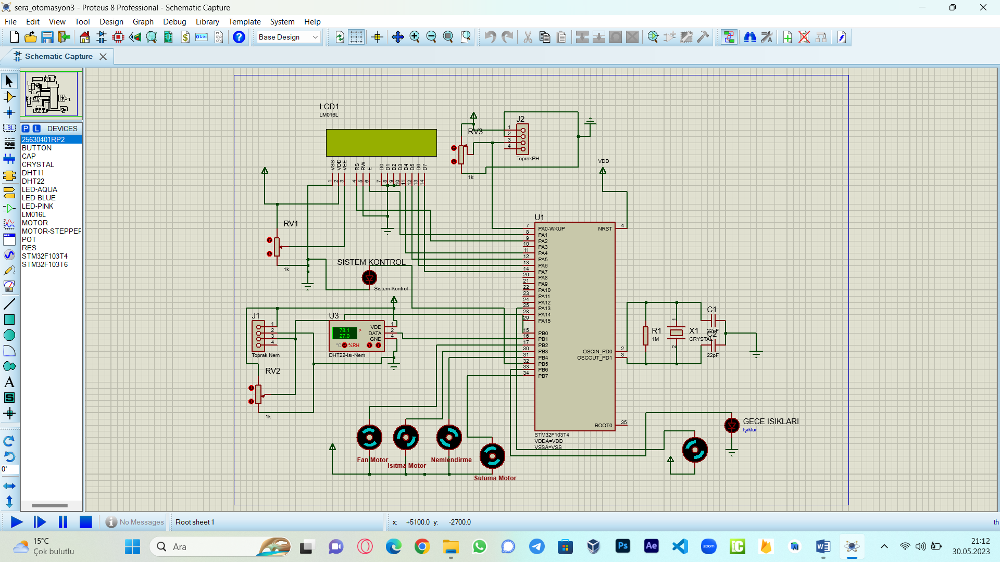 sera_otomasyon3 - Proteus 8 Professional - Schematic Capture
File Edit View Tool Design Graph Debug Library Template System Help
Base Design
Schematic Capture
P L DEVICES
25630401RP2
BUTTON
CAP
CRYSTAL
DHT11
DHT22
LED-AQUA
LED-BLUE
LED-PINK
LM016L
MOTOR
MOTOR-STEPPER
POT
RES
STM32F103T4
STM32F103T6
LBL
A
S
0°
LCD1
LM016L
VSS VDD VEE RS RW E D0 D1 D2 D3 D4 D5 D6 D7
1 2 3 4 5 6 7 8 9 10 11 12 13 14
RV3
1k
J2
1
2
3
4
ToprakPH
VDD
RV1
1k
SISTEM KONTROL
Sistem Kontrol
J1
1
2
3
4
Toprak Nem
U3
78.1
27.0
>
°C %RH
VDD 1
DATA 2
GND 4
DHT22-Isı-Nem
RV2
1k
U1
7 PA0-WKUP
8 PA1
9 PA2
10 PA3
11 PA4
12 PA5
13 PA6
14 PA7
20 PA8
21 PA9
22 PA10
23 PA11
24 PA12
25 PA13
28 PA14
29 PA15
15 PB0
16 PB1
17 PB2
30 PB3
31 PB4
32 PB5
33 PB6
34 PB7
NRST 4
OSCIN_PD0 2
OSCOUT_PD1 3
BOOT0 35
STM32F103T4
VDDA=VDD
VSSA=VSS
R1
1M
X1
CRYSTAL
1
2
C1
22pF
C2
22pF
GECE ISIKLARI
Işıklar
Fan Motor
Isıtma Motor
Nemlendirme
Sulama Motor
No Messages
Root sheet 1
x: +5100.0 y: -2700.0
th
15°C
Çok bulutlu
Ara
Ps
Ae
zoom
21:12
30.05.2023